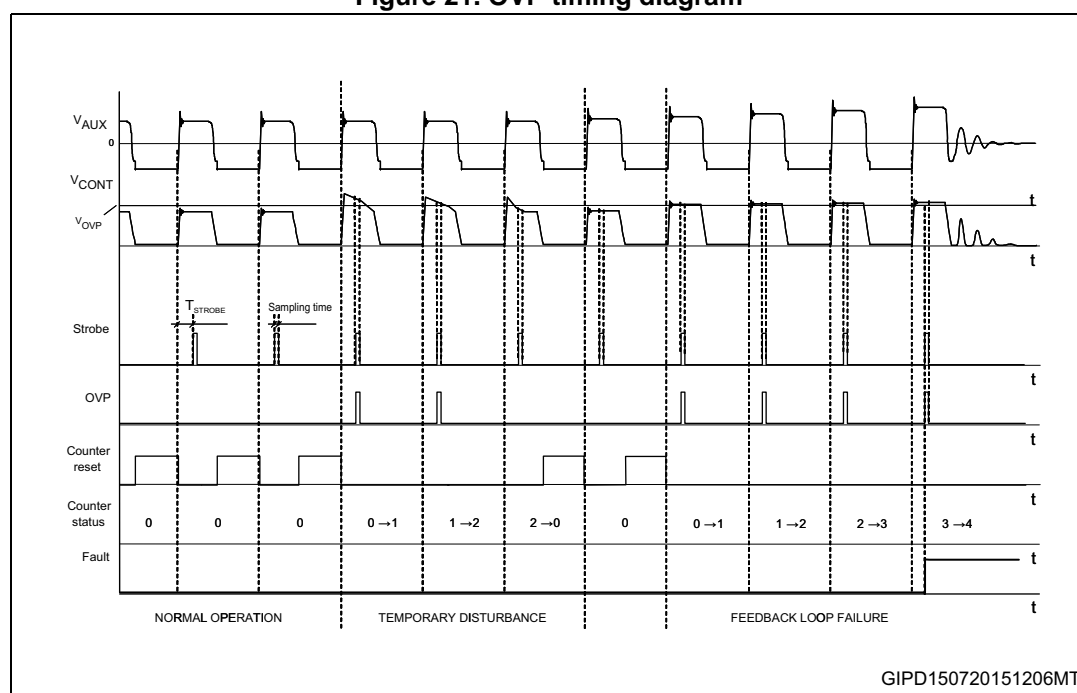 Figure 21. OVP timing diagram
VAUX
0
VCONT
t
VOVP
t
TSTROBE
Sampling time
Strobe
t
OVP
t
Counter
reset
t
Counter
status
0 0 0 0→1 1→2 2→0 0 0→1 1→2 2→3 3→4
Fault
t
t
NORMAL OPERATION TEMPORARY DISTURBANCE FEEDBACK LOOP FAILURE
GIPD150720151206MT